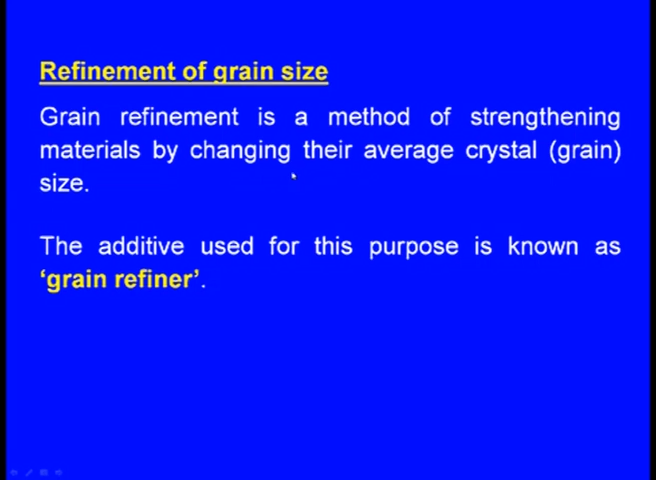 Refinement of grain size
Grain refinement is a method of strengthening
materials by changing their average crystal (grain)
size.
The additive used for this purpose is known as
‘grain refiner’.